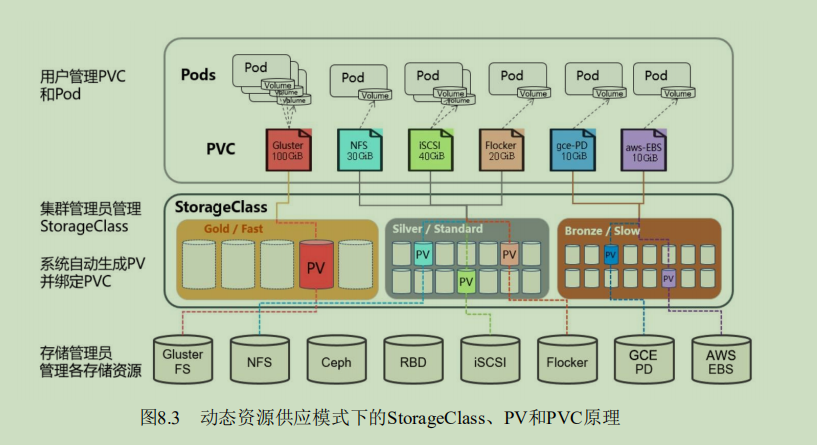 用户管理PVC
和Pod
Pods
Pod
Volume
Volume
Volume
Pod
Volume
Pod
Volume
Volume
Pod
Volume
Pod
Volume
Pod
Volume
PVC
Gluster
100GiB
NFS
30GiB
iSCSI
40GiB
Flocker
20GiB
gce-PD
10GiB
aws-EBS
10GiB
集群管理员管理
StorageClass
StorageClass
Gold / Fast
Silver / Standard
Bronze / Slow
系统自动生成PV
并绑定PVC
PV
PV
PV
PV
PV
PV
存储管理员
管理各存储资源
Gluster
FS
NFS
Ceph
RBD
iSCSI
Flocker
GCE
PD
AWS
EBS
图8.3 动态资源供应模式下的StorageClass、PV和PVC原理